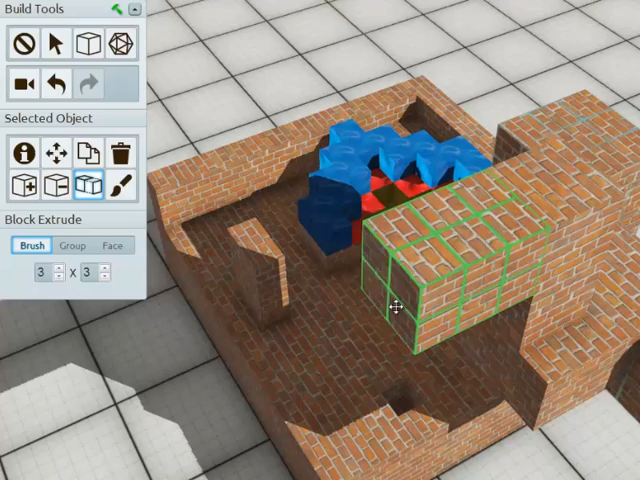 Build Tools
Selected Object
Block Extrude
Brush Group Face
3 X 3